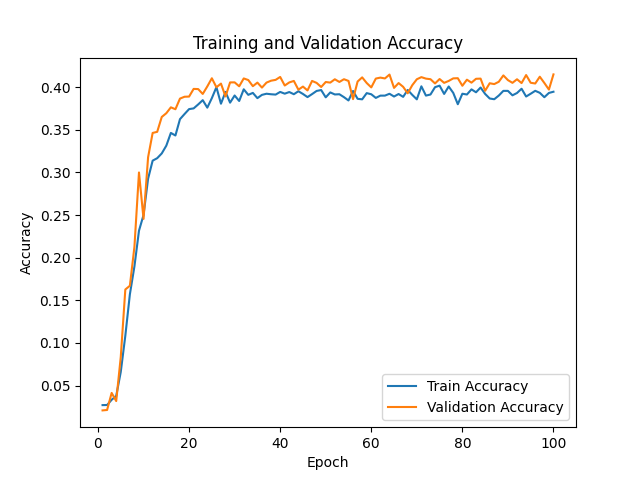 Training and Validation Accuracy
Accuracy
0.40
0.35
0.30
0.25
0.20
0.15
0.10
0.05
Train Accuracy
Validation Accuracy
0 20 40 60 80 100
Epoch